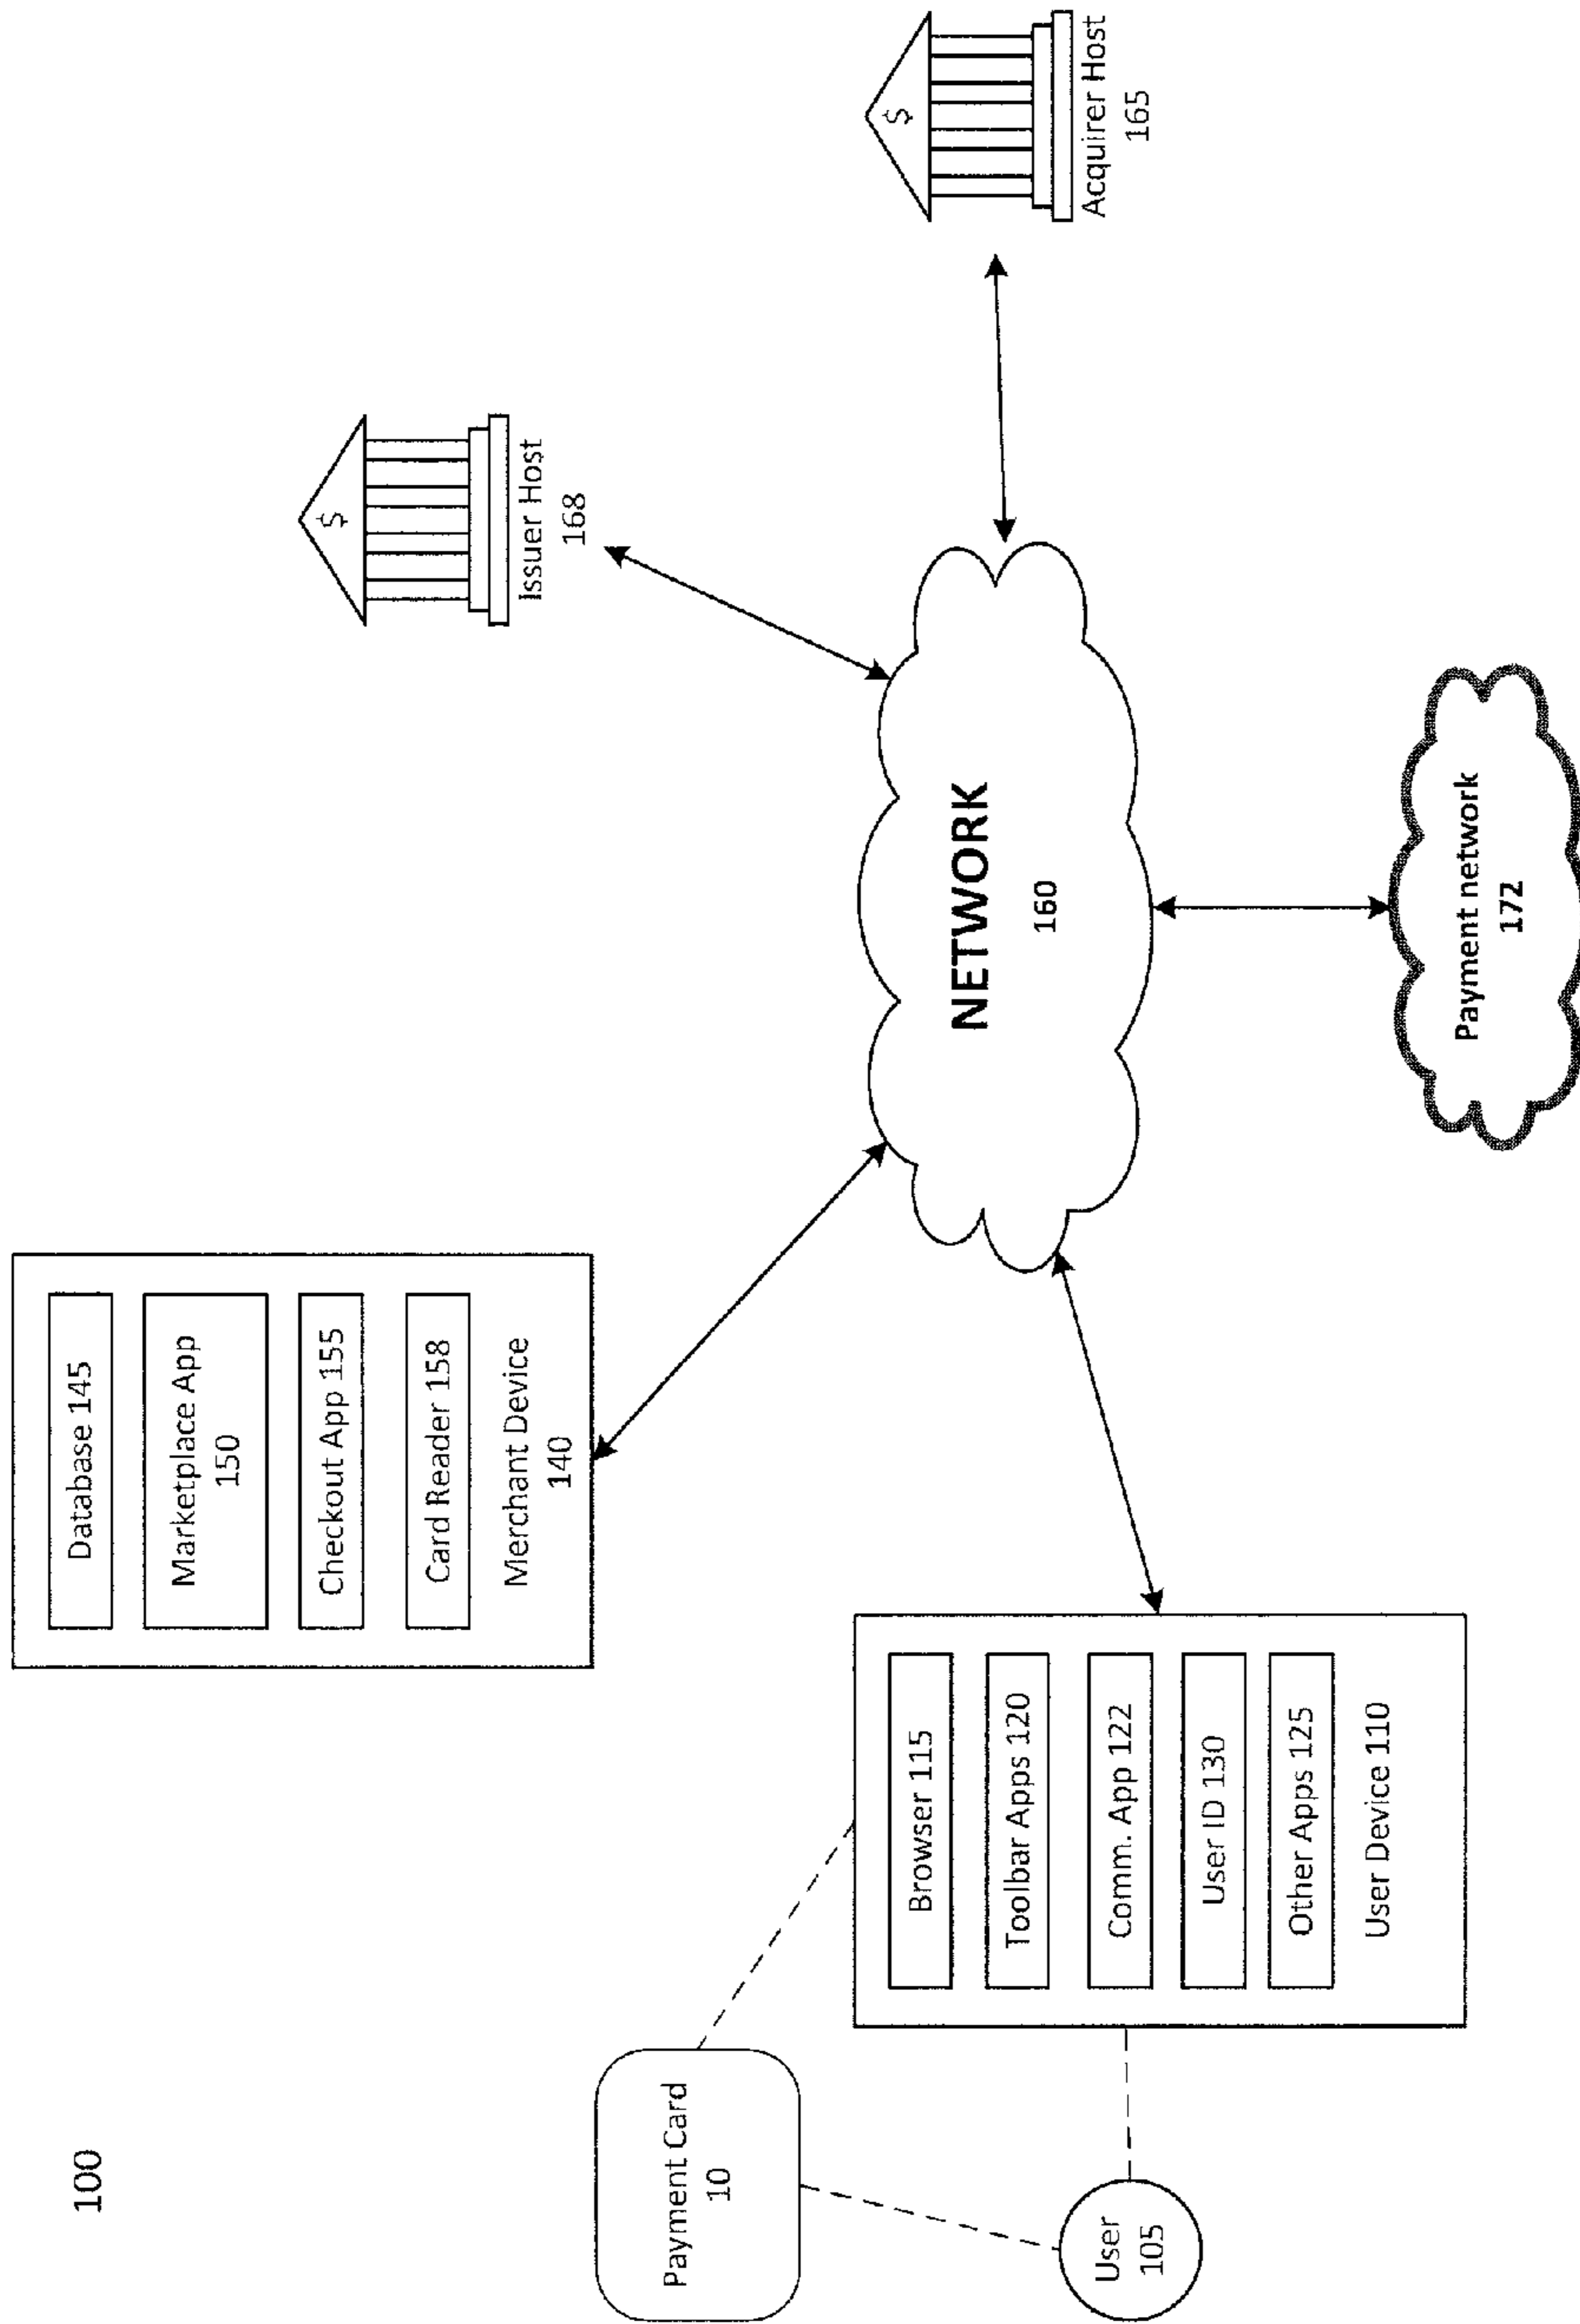 100
Database 145
Marketplace App
150
Checkout App 155
Card Reader 158
Merchant Device
140
$
Issuer Host
168
$
Acquirer Host
165
Payment Card
10
User
105
Browser 115
Toolbar Apps 120
Comm. App 122
User ID 130
Other Apps 125
User Device 110
NETWORK
160
Payment network
172